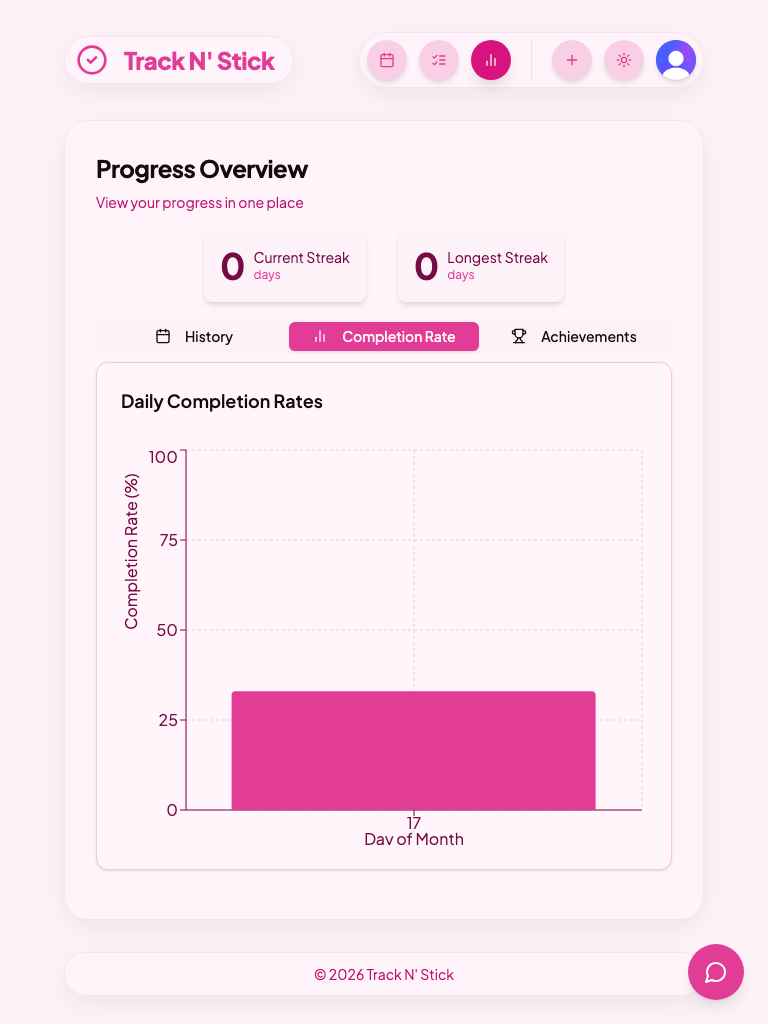 Track N' Stick
Progress Overview
View your progress in one place
0 Current Streak
days
0 Longest Streak
days
History
Completion Rate
Achievements
Daily Completion Rates
Completion Rate (%)
100
75
50
25
0
17
Day of Month
© 2026 Track N' Stick